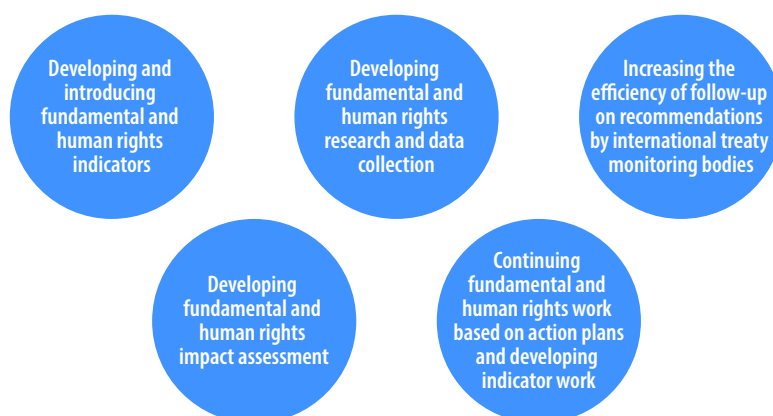 Developing and
introducing
fundamental and
human rights
indicators
Developing
fundamental and
human rights
research and data
collection
Increasing the
efficiency of follow-up
on recommendations
by international treaty
monitoring bodies
Developing
fundamental and
human rights
impact assessment
Continuing
fundamental and
human rights work
based on action plans
and developing
indicator work